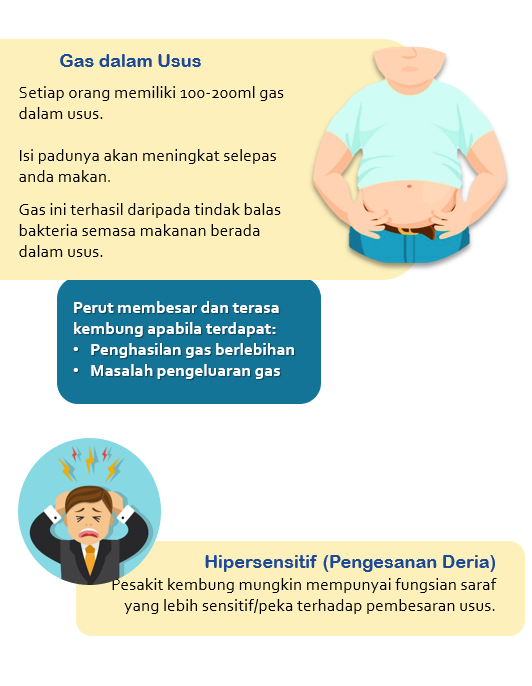 Gas dalam Usus
Setiap orang memiliki 100-200ml gas
dalam usus.
Isi padunya akan meningkat selepas
anda makan.
Gas ini terhasil daripada tindak balas
bakteria semasa makanan berada
dalam usus.
Perut membesar dan terasa
kembung apabila terdapat:
• Penghasilan gas berlebihan
• Masalah pengeluaran gas
Hipersensitif (Pengesanan Deria)
Pesakit kembung mungkin mempunyai fungsian saraf
yang lebih sensitif/peka terhadap pembesaran usus.